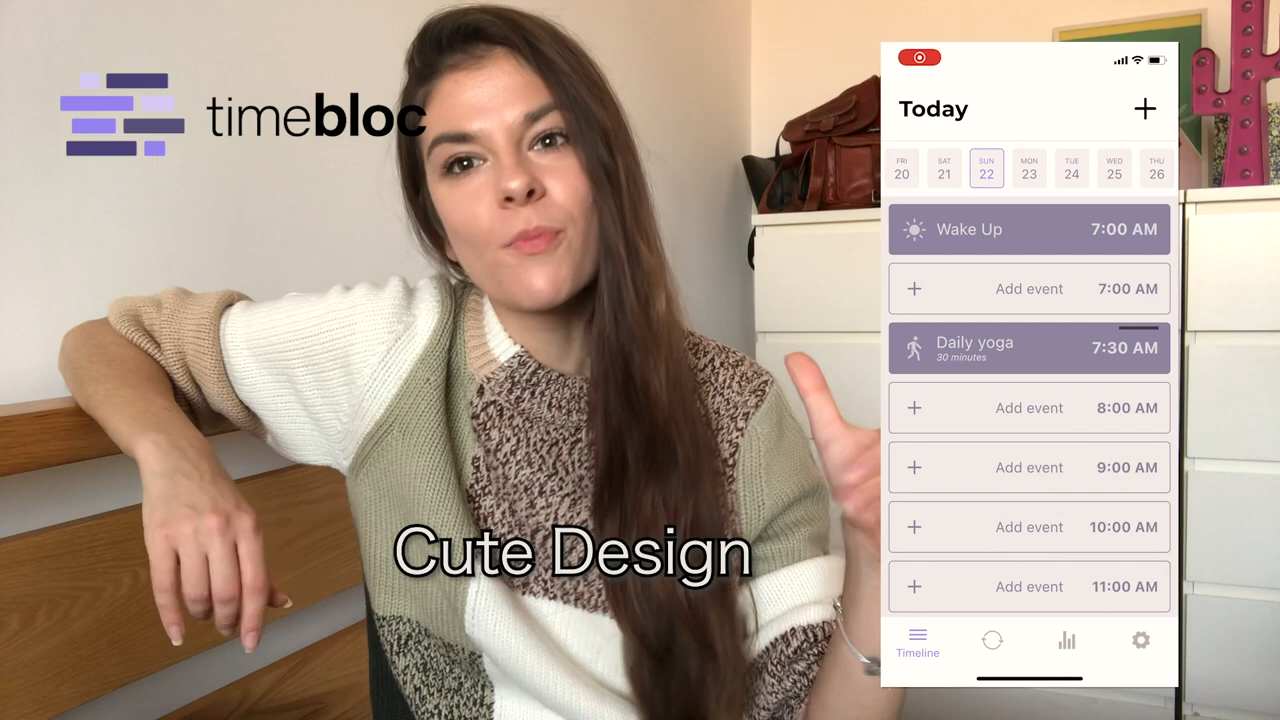 timebloc
Today
FRI SAT SUN MON TUE WED THU
20 21 22 23 24 25 26
Wake Up 7:00 AM
Add event 7:00 AM
Daily yoga 7:30 AM
30 minutes
Add event 8:00 AM
Add event 9:00 AM
Cute Design
Add event 10:00 AM
Add event 11:00 AM
Timeline